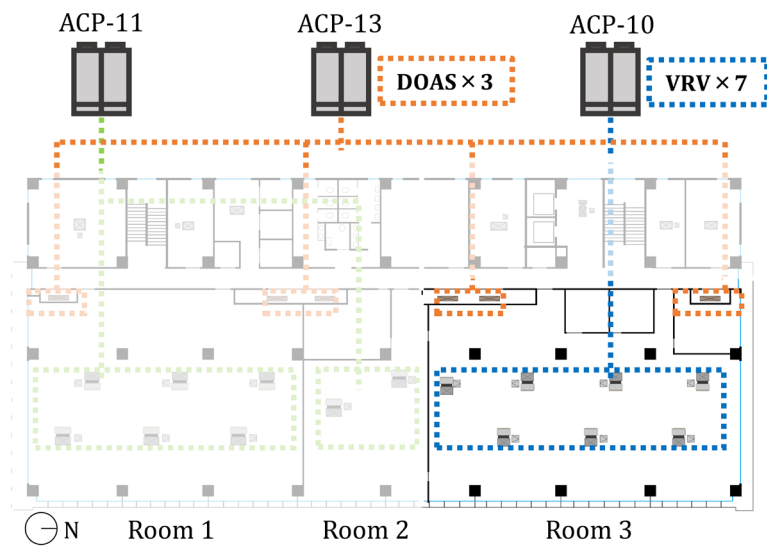 ACP-11
ACP-13
ACP-10
DOAS×3
VRV×7
N
Room 1
Room 2
Room 3